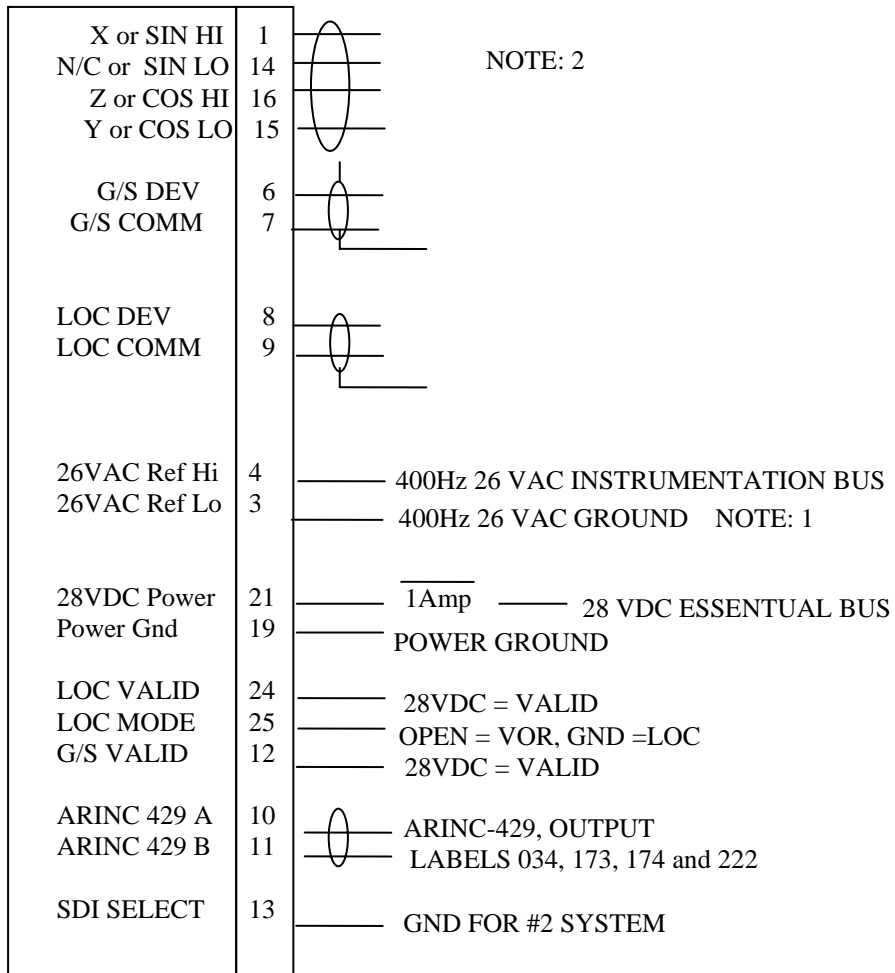 X or SIN HI 1
N/C or SIN LO 14 NOTE: 2
Z or COS HI 16
Y or COS LO 15
G/S DEV 6
G/S COMM 7
LOC DEV 8
LOC COMM 9
26VAC Ref Hi 4 400Hz 26 VAC INSTRUMENTATION BUS
26VAC Ref Lo 3 400Hz 26 VAC GROUND NOTE: 1
28VDC Power 21 1Amp 28 VDC ESSENTUAL BUS
Power Gnd 19 POWER GROUND
LOC VALID 24 28VDC = VALID
LOC MODE 25 OPEN = VOR, GND =LOC
G/S VALID 12 28VDC = VALID
ARINC 429 A 10 ARINC-429, OUTPUT
ARINC 429 B 11 LABELS 034, 173, 174 and 222
SDI SELECT 13 GND FOR #2 SYSTEM